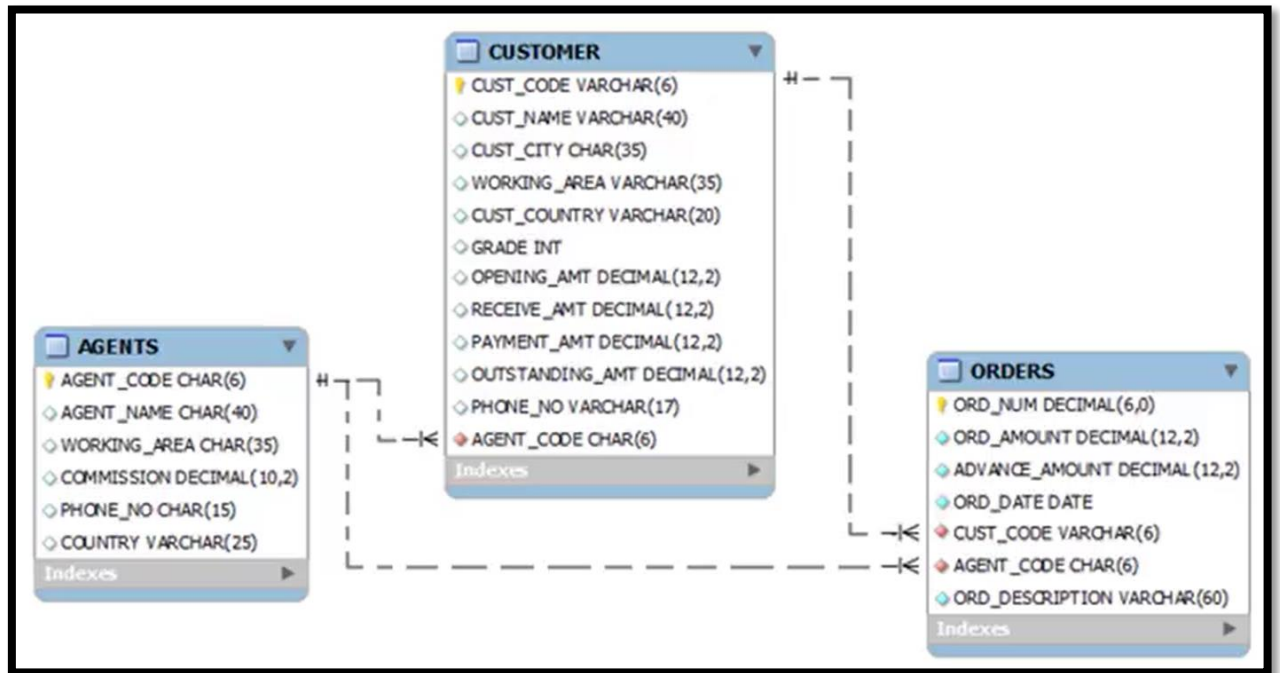 CUSTOMER
CUST_CODE VARCHAR(6)
CUST_NAME VARCHAR(40)
CUST_CITY CHAR(35)
WORKING_AREA VARCHAR(35)
CUST_COUNTRY VARCHAR(20)
GRADE INT
OPENING_AMT DECIMAL(12,2)
RECEIVE_AMT DECIMAL(12,2)
PAYMENT_AMT DECIMAL(12,2)
OUTSTANDING_AMT DECIMAL(12,2)
PHONE_NO VARCHAR(17)
AGENT_CODE CHAR(6)
Indexes
AGENTS
AGENT_CODE CHAR(6)
AGENT_NAME CHAR(40)
WORKING_AREA CHAR(35)
COMMISSION DECIMAL(10,2)
PHONE_NO CHAR(15)
COUNTRY VARCHAR(25)
Indexes
ORDERS
ORD_NUM DECIMAL(6,0)
ORD_AMOUNT DECIMAL(12,2)
ADVANCE_AMOUNT DECIMAL(12,2)
ORD_DATE DATE
CUST_CODE VARCHAR(6)
AGENT_CODE CHAR(6)
ORD_DESCRIPTION VARCHAR(60)
Indexes